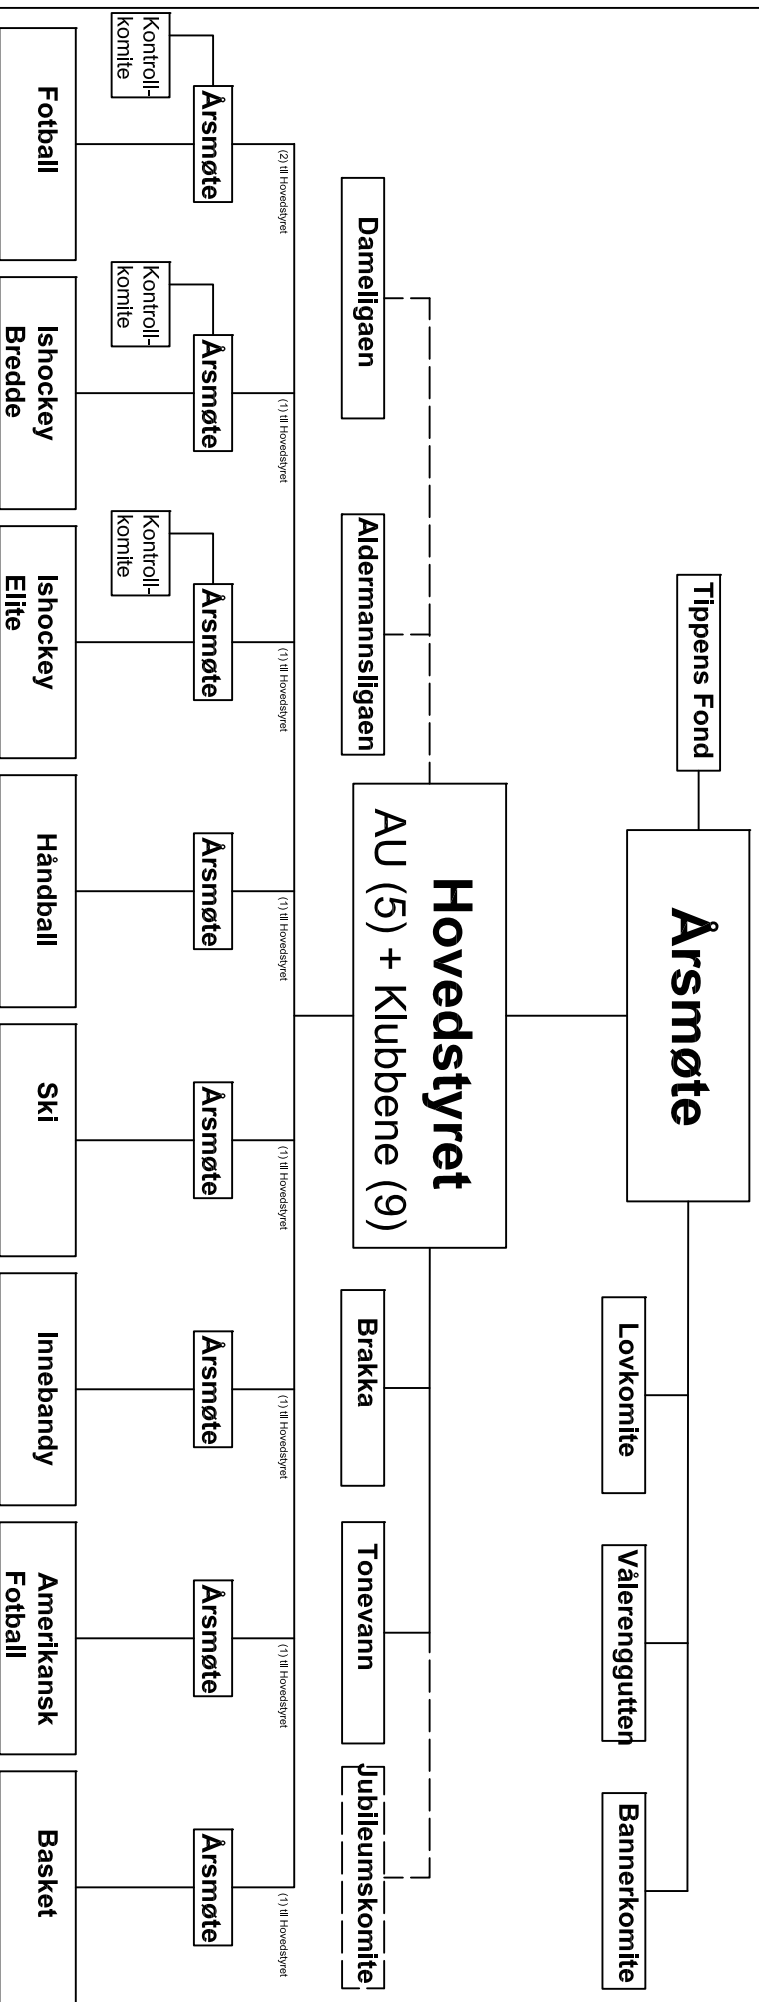 Tippens Fond
Årsmøte
Lovkomite
Vålerenggutten
Bannerkomite
Hovedstyret
AU (5) + Klubbene (9)
Dameligaen
Aldermannsligaen
Brakka
Tonevann
Jubileumskomite
(2) til Hovedstyret
(1) til Hovedstyret
(1) til Hovedstyret
(1) til Hovedstyret
(1) til Hovedstyret
(1) til Hovedstyret
(1) til Hovedstyret
(1) til Hovedstyret
Årsmøte
Årsmøte
Årsmøte
Årsmøte
Årsmøte
Årsmøte
Årsmøte
Årsmøte
Kontroll-
komite
Kontroll-
komite
Kontroll-
komite
Fotball
Ishockey
Bredde
Ishockey
Elite
Håndball
Ski
Innebandy
Amerikansk
Fotball
Basket